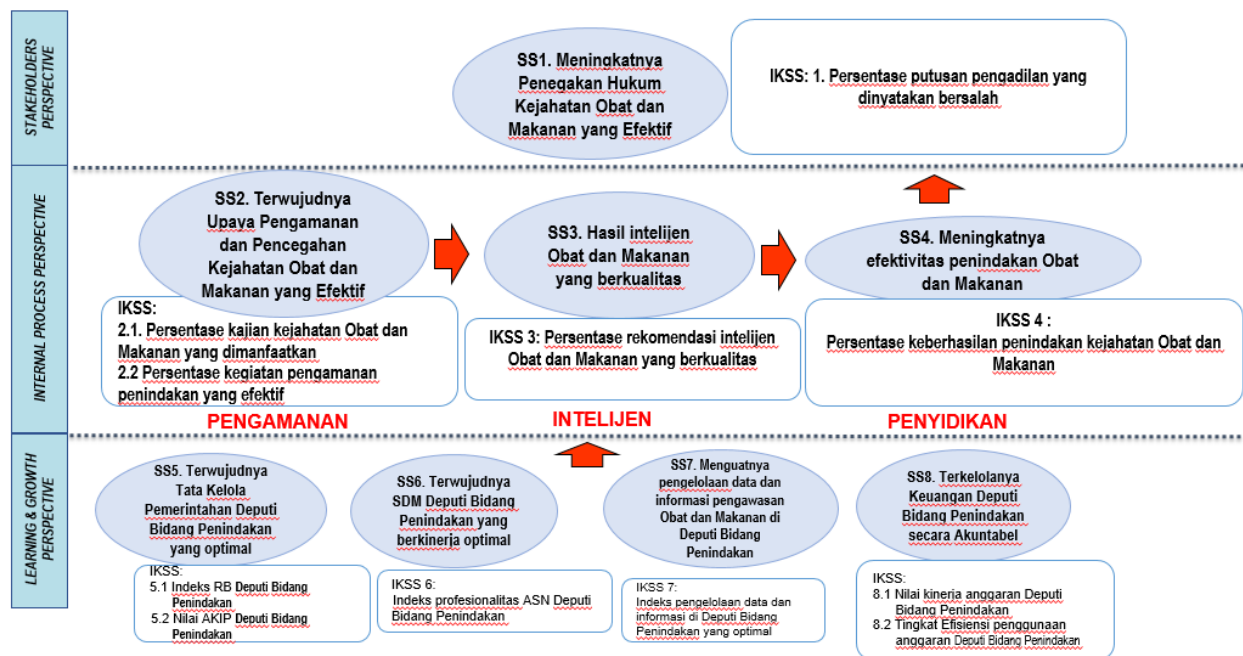 STAKEHOLDERS
PERSPECTIVE
SS1. Meningkatnya
Penegakan Hukum
Kejahatan Obat dan
Makanan yang Efektif
IKSS: 1. Persentase putusan pengadilan yang
dinyatakan bersalah
INTERNAL PROCESS PERSPECTIVE
SS2. Terwujudnya
Upaya Pengamanan
dan Pencegahan
Kejahatan Obat dan
Makanan yang Efektif
IKSS:
2.1. Persentase kajian kejahatan Obat dan
Makanan yang dimanfaatkan
2.2 Persentase kegiatan pengamanan
penindakan yang efektif
PENGAMANAN
SS3. Hasil intelijen
Obat dan Makanan
yang berkualitas
IKSS 3: Persentase rekomendasi intelijen
Obat dan Makanan yang berkualitas
INTELIJEN
SS4. Meningkatnya
efektivitas penindakan Obat
dan Makanan
IKSS 4 :
Persentase keberhasilan penindakan kejahatan Obat dan
Makanan
PENYIDIKAN
LEARNING & GROWTH
PERSPECTIVE
SS5. Terwujudnya
Tata Kelola
Pemerintahan Deputi
Bidang Penindakan
yang optimal
IKSS:
5.1 Indeks RB Deputi Bidang
Penindakan
5.2 Nilai AKIP Deputi Bidang
Penindakan
SS6. Terwujudnya
SDM Deputi Bidang
Penindakan yang
berkinerja optimal
IKSS 6:
Indeks profesionalitas ASN Deputi
Bidang Penindakan
SS7. Menguatnya
pengelolaan data dan
informasi pengawasan
Obat dan Makanan di
Deputi Bidang
Penindakan
IKSS 7:
Indeks pengelolaan data dan
informasi di Deputi Bidang
Penindakan yang optimal
SS8. Terkelolanya
Keuangan Deputi
Bidang Penindakan
secara Akuntabel
IKSS:
8.1 Nilai kinerja anggaran Deputi
Bidang Penindakan
8.2 Tingkat Efisiensi penggunaan
anggaran Deputi Bidang Penindakan